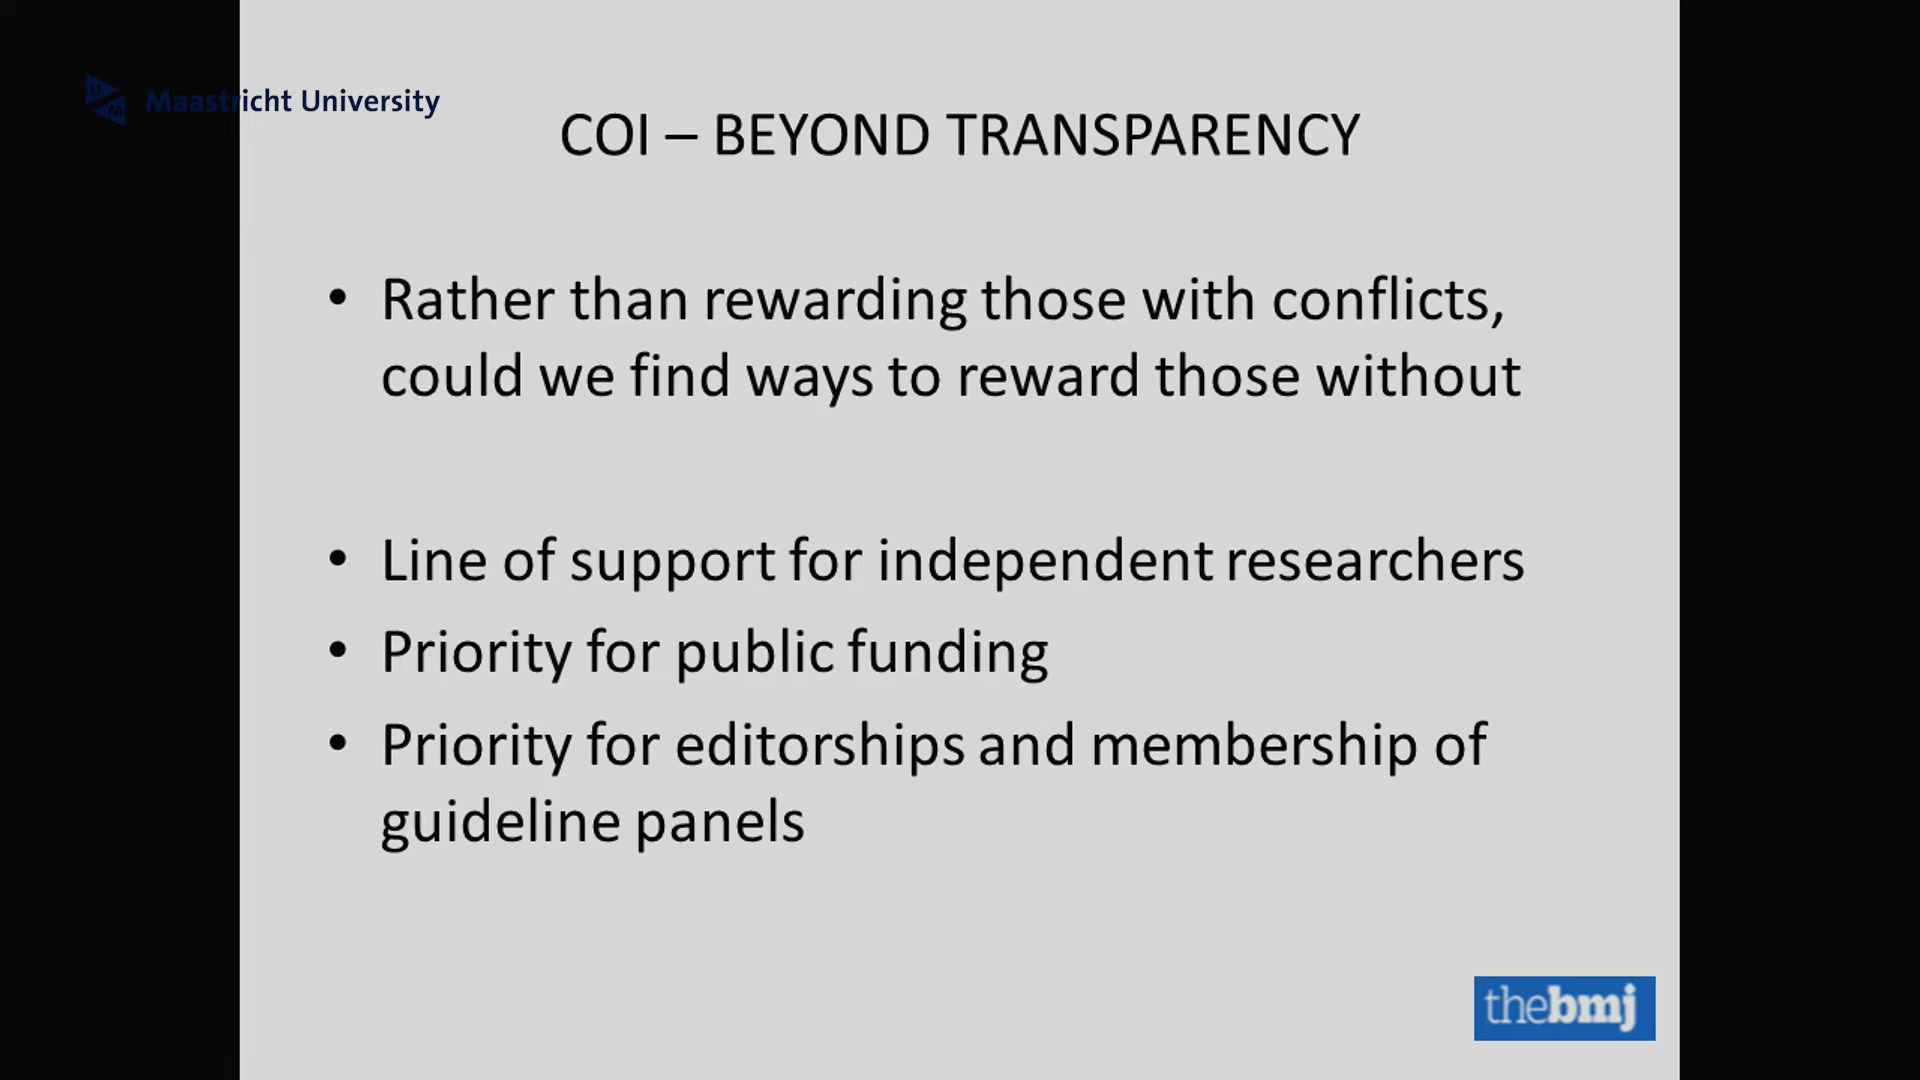 Maastricht University
COI – BEYOND TRANSPARENCY
• Rather than rewarding those with conflicts,
could we find ways to reward those without
• Line of support for independent researchers
• Priority for public funding
• Priority for editorships and membership of
guideline panels
thebmj